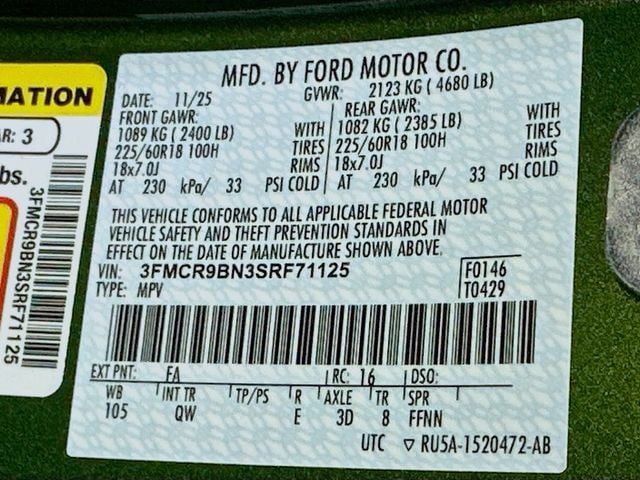 MATION
AR: 3
bs.
3FMCR9BN3SRF71125
MFD. BY FORD MOTOR CO.
DATE: 11/25 GVWR: 2123 KG ( 4680 LB)
FRONT GAWR: REAR GAWR:
1089 KG ( 2400 LB) WITH 1082 KG ( 2385 LB) WITH
225/60R18 100H TIRES 225/60R18 100H TIRES
18x7.0J RIMS 18x7.0J RIMS
AT 230 kPa/ 33 PSI COLD AT 230 kPa/ 33 PSI COLD
THIS VEHICLE CONFORMS TO ALL APPLICABLE FEDERAL MOTOR
VEHICLE SAFETY AND THEFT PREVENTION STANDARDS IN
EFFECT ON THE DATE OF MANUFACTURE SHOWN ABOVE.
VIN: 3FMCR9BN3SRF71125 F0146
TYPE: MPV T0429
EXT PNT: FA RC: 16 DSO:
WB INT TR TP/PS R AXLE TR SPR
105 QW E 3D 8 FFNN
UTC ▽ RU5A-1520472-AB